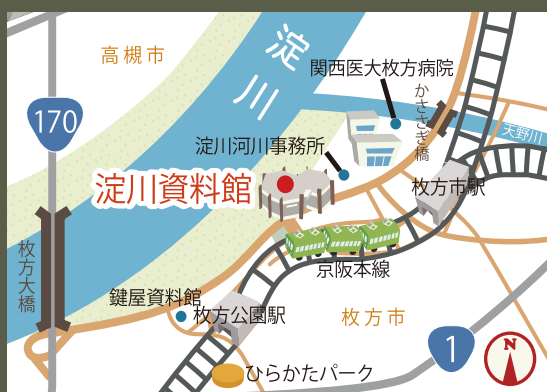 高槻市
淀川
関西医大枚方病院
170
かささぎ橋
天野川
淀川河川事務所
淀川資料館
枚方市駅
枚方大橋
京阪本線
鍵屋資料館
枚方公園駅
枚方市
1
N
ひらかたパーク